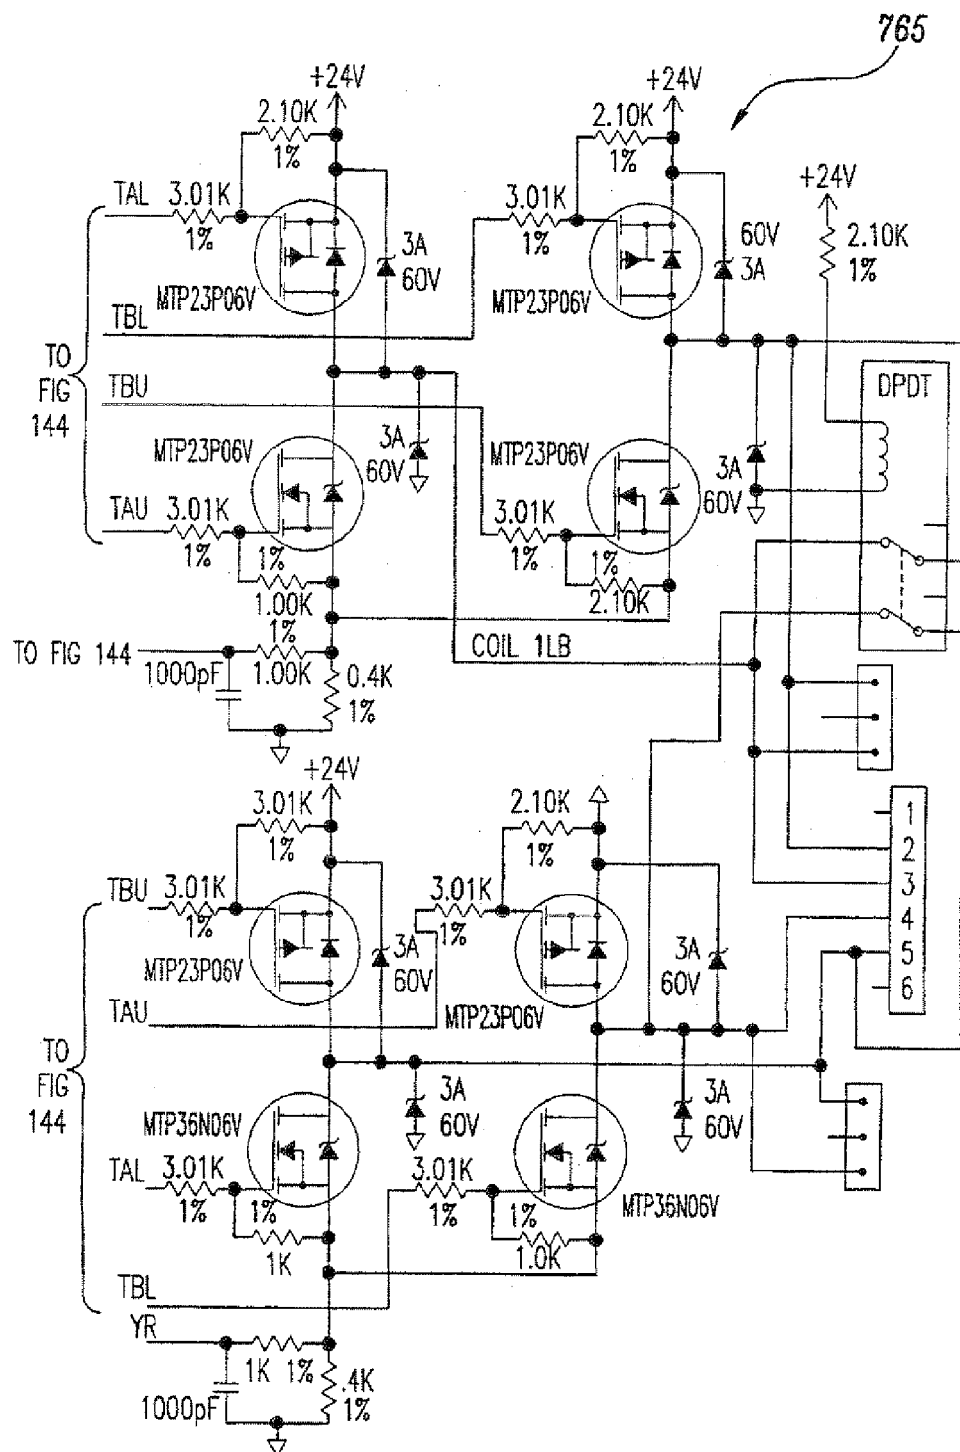 765
+24V
+24V
2.10K
1%
2.10K
1%
+24V
TAL
3.01K
1%
3.01K
1%
3A
60V
60V
3A
2.10K
1%
MTP23P06V
MTP23P06V
TBL
TO
FIG
144
TBU
DPDT
MTP23P06V
MTP23P06V
3A
60V
3A
60V
TAU
3.01K
1%
1%
1.00K
3.01K
1%
1%
2.10K
TO FIG 144
1%
1.00K
1000pF
0.4K
1%
COIL 1LB
+24V
3.01K
1%
2.10K
1%
1
2
3
4
5
6
TBU
3.01K
1%
3.01K
1%
3A
60V
3A
60V
MTP23P06V
MTP23P06V
TAU
TO
FIG
144
3A
60V
3A
60V
MTP36N06V
MTP36N06V
TAL
3.01K
1%
1%
1K
3.01K
1%
1%
1.0K
TBL
YR
1K
1%
.4K
1%
1000pF